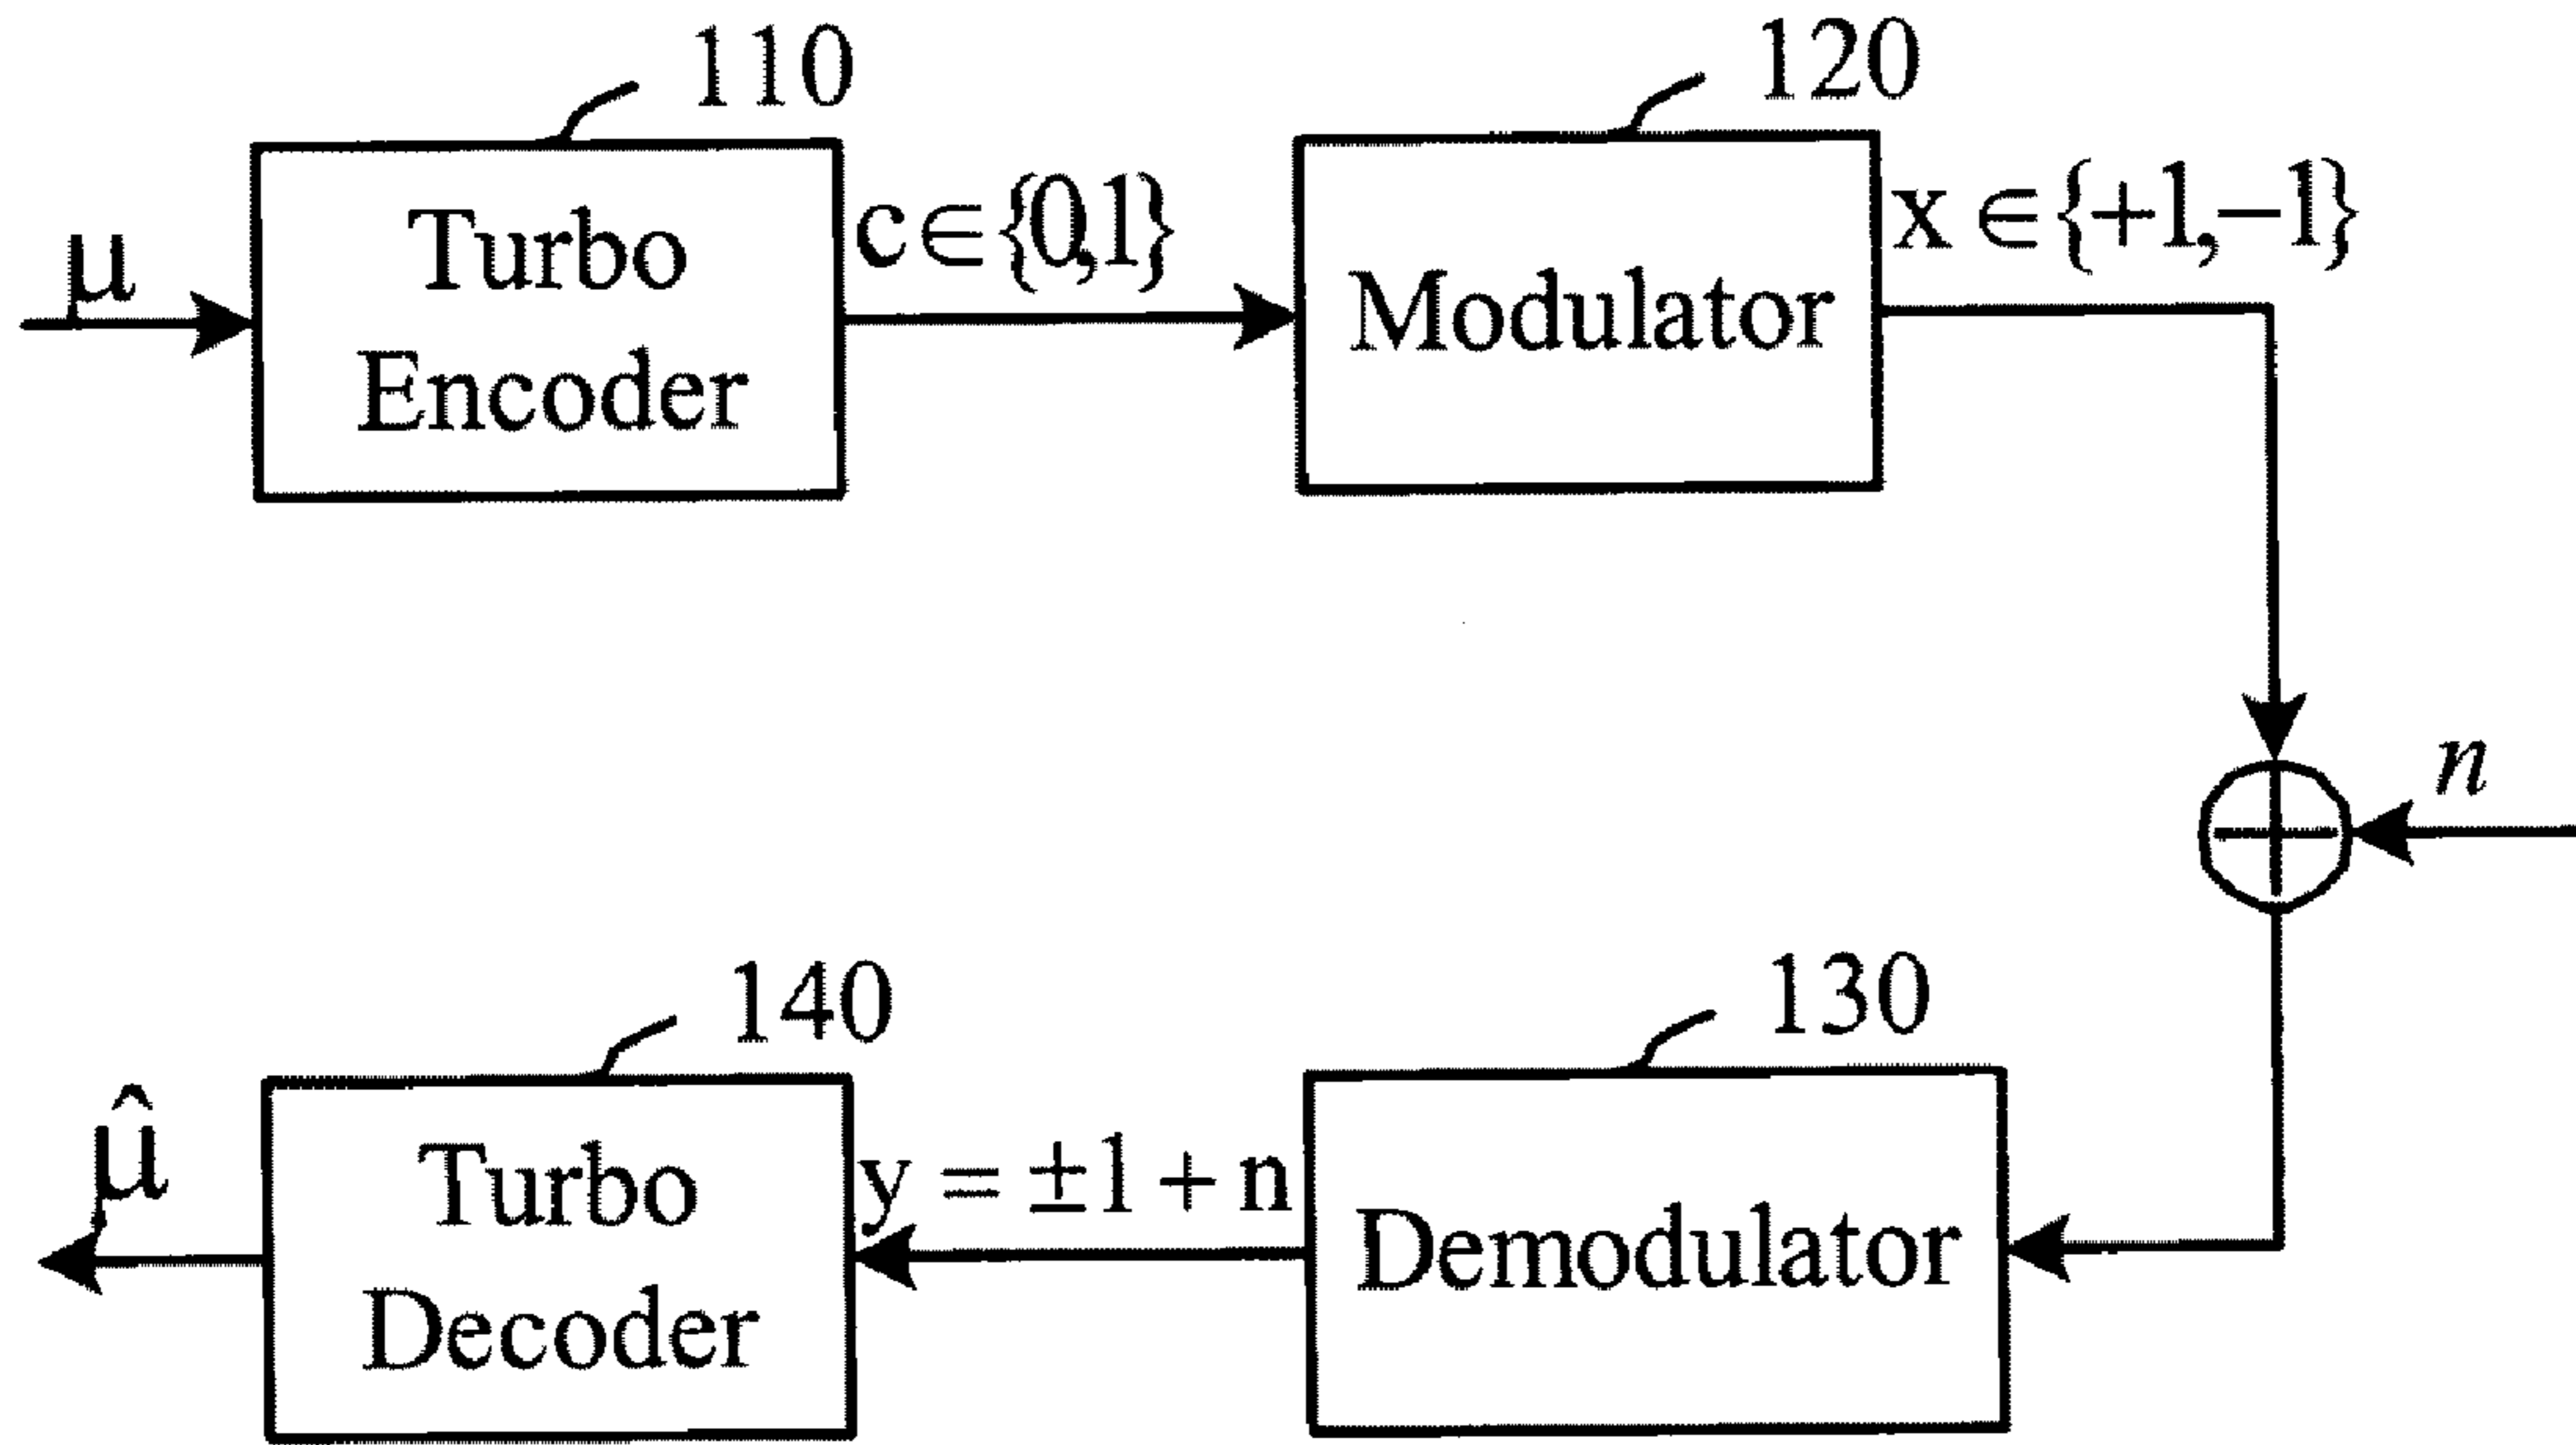 110
120
μ
Turbo
Encoder
c∈{0,1}
Modulator
x∈{+1,−1}
n
140
130
μ̂
Turbo
Decoder
y = ±1 + n
Demodulator